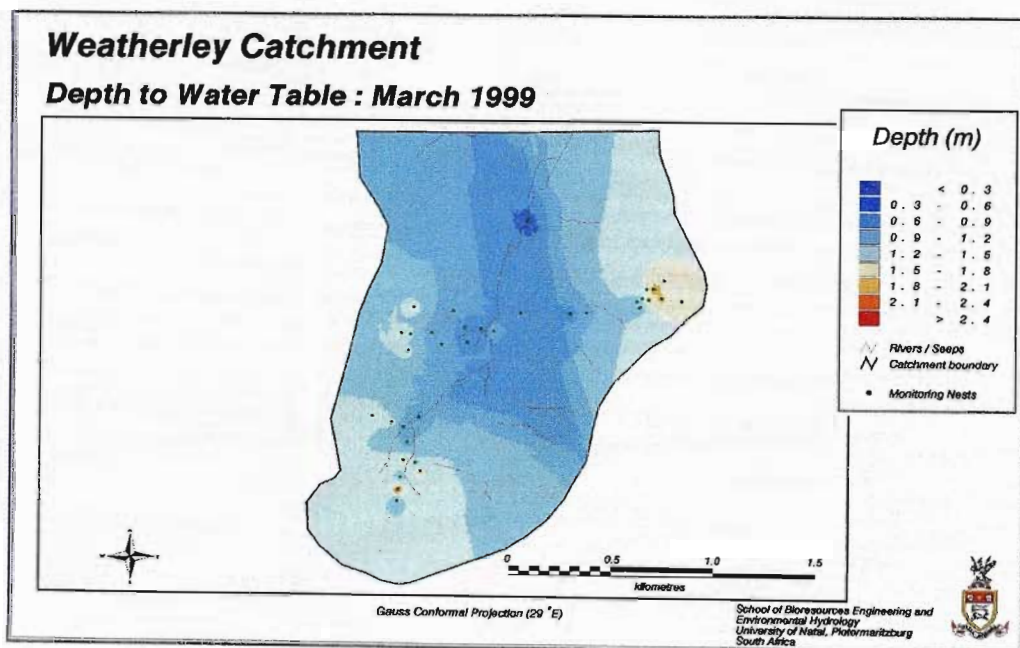 Weatherley Catchment
Depth to Water Table : March 1999
Depth (m)
< 0.3
0.3 - 0.6
0.6 - 0.9
0.9 - 1.2
1.2 - 1.5
1.5 - 1.8
1.8 - 2.1
2.1 - 2.4
> 2.4
Rivers / Seeps
Catchment boundary
Monitoring Nests
0 0.5 1.0 1.5
kilometres
Gauss Conformal Projection (29 °E)
School of Bioresources Engineering and
Environmental Hydrology
University of Natal, Pietermaritzburg
South Africa